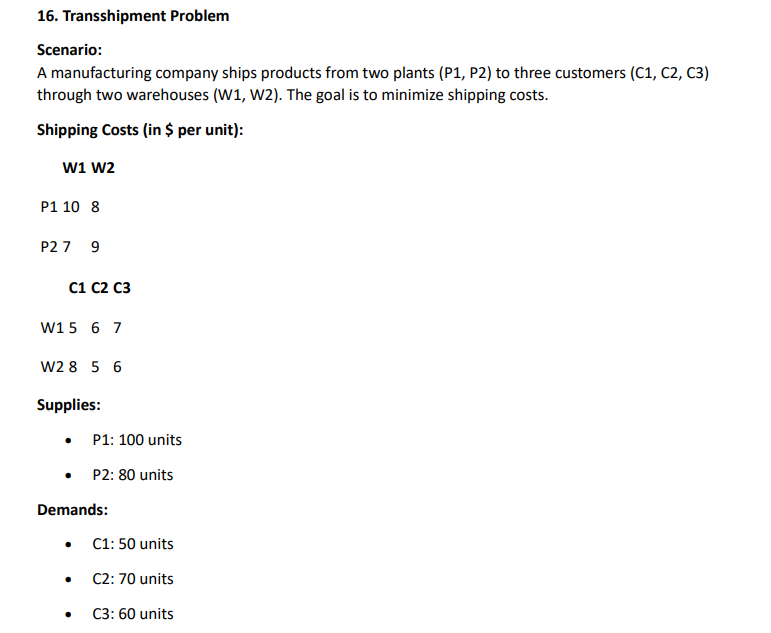 16. Transshipment Problem
Scenario:
A manufacturing company ships products from two plants (P1, P2) to three customers (C1, C2, C3)
through two warehouses (W1, W2). The goal is to minimize shipping costs.
Shipping Costs (in $ per unit):
W1 W2
P1 10 8
P2 7 9
C1 C2 C3
W1 5 6 7
W2 8 5 6
Supplies:
• P1: 100 units
• P2: 80 units
Demands:
• C1: 50 units
• C2: 70 units
• C3: 60 units